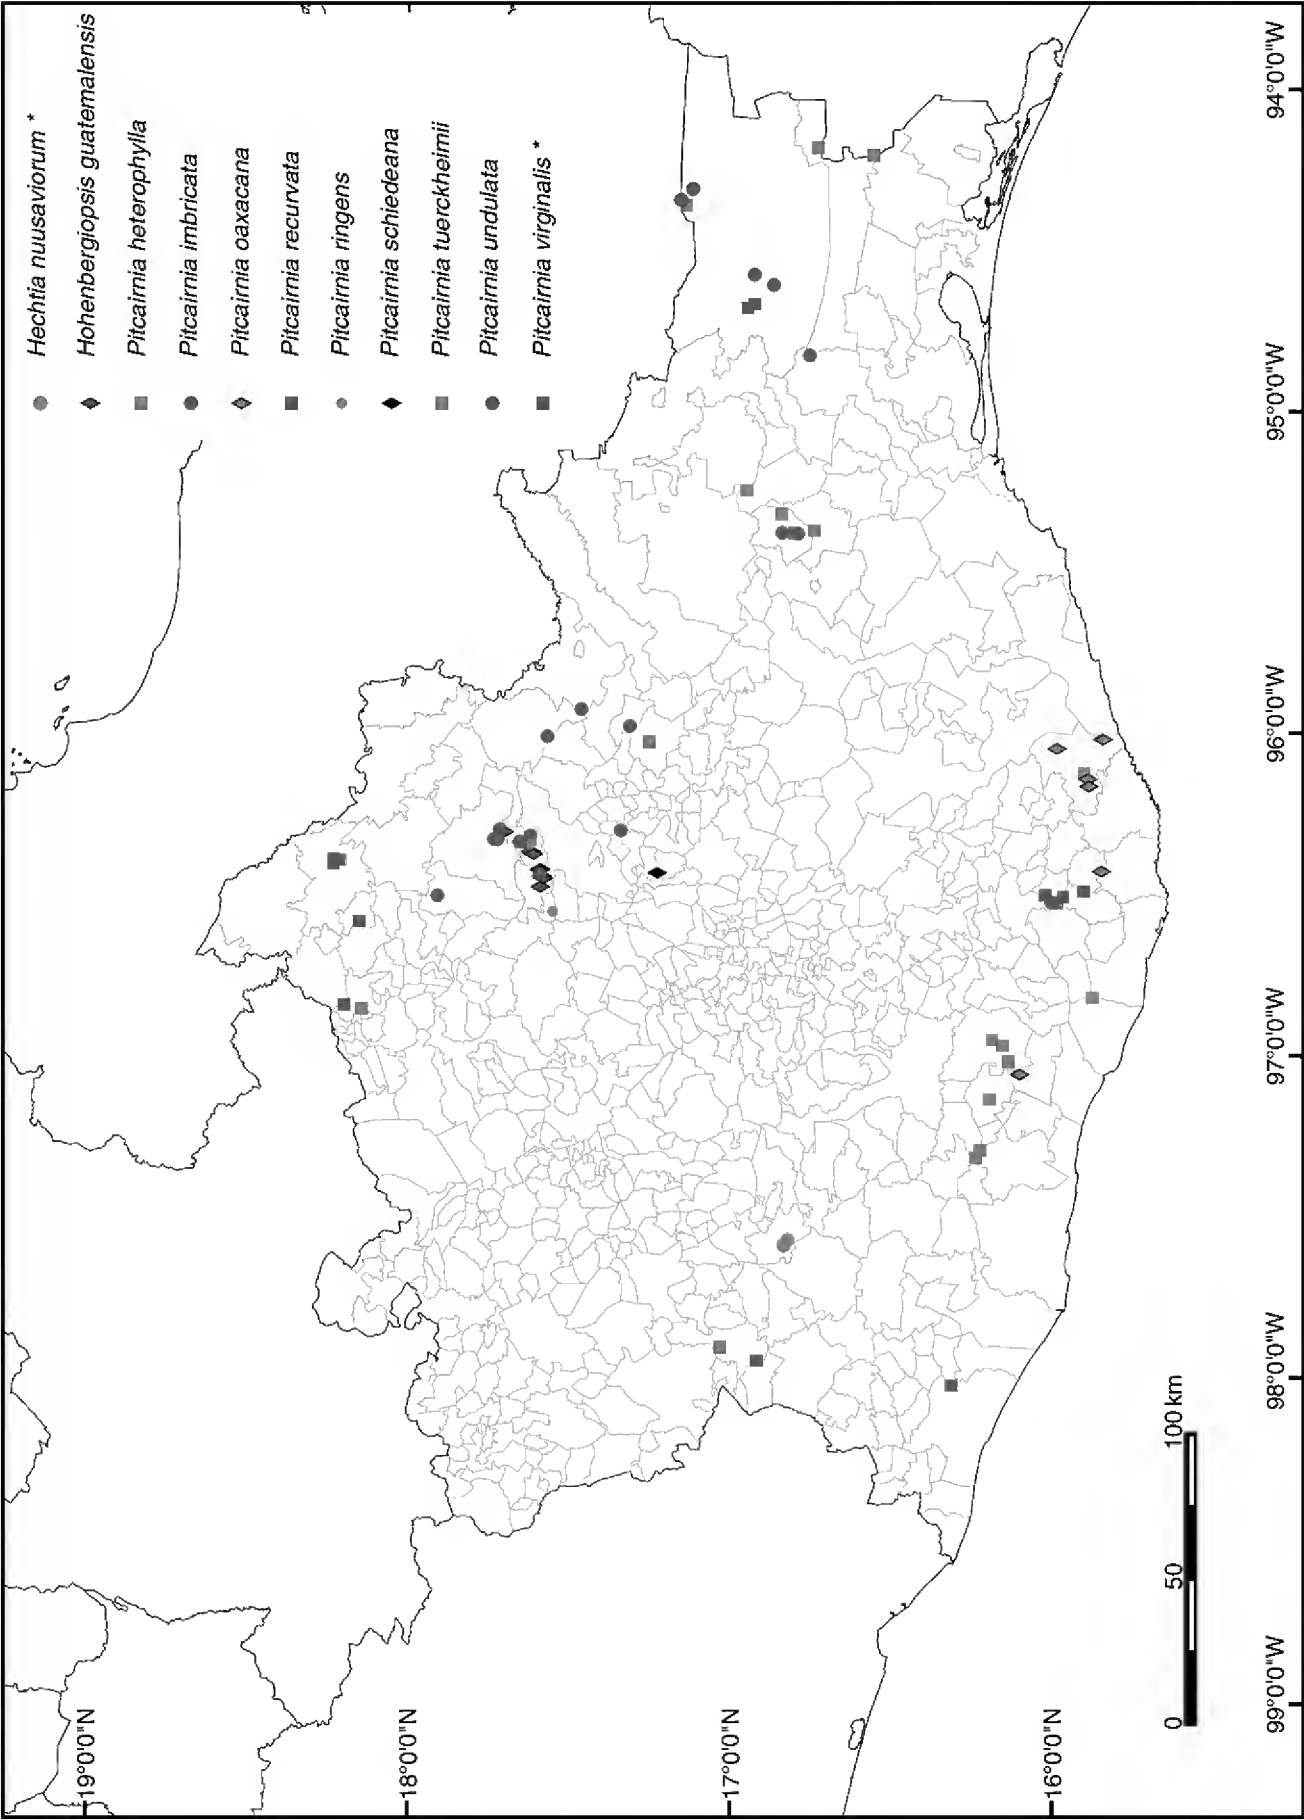 Hechtia nuusaviorum *
Hohenbergiopsis guatemalensis
Pitcairnia heterophylla
Pitcairnia imbricata
Pitcairnia oaxacana
Pitcairnia recurvata
Pitcairnia ringens
Pitcairnia schiedeana
Pitcairnia tuerckheimii
Pitcairnia undulata
Pitcairnia virginalis *
19°0'0"N
18°0'0"N
17°0'0"N
16°0'0"N
0 50 100 km
99°0'0"W 98°0'0"W 97°0'0"W 96°0'0"W 95°0'0"W 94°0'0"W